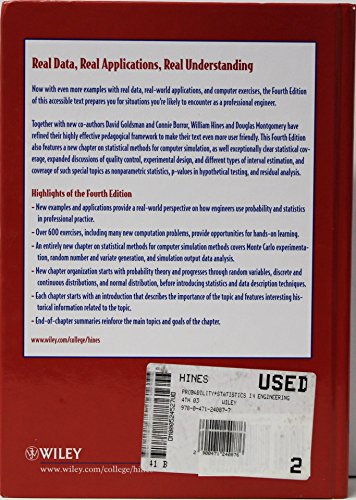 Real Data, Real Applications, Real Understanding
Now with even more examples with real data, real-world applications, and computer exercises, the Fourth Edition
of this accessible text prepares you for situations you're likely to encounter as a professional engineer.
Together with new co-authors David Goldsman and Connie Borror, William Hines and Douglas Montgomery have
refined their highly effective pedagogical framework to make their text even more user friendly. This Fourth Edition
also features a new chapter on statistical methods for computer simulation, as well exceptionally clear statistical cov-
erage, expanded discussions of quality control, experimental design, and different types of interval estimation, and
coverage of such special topics as nonparametric statistics, p-values in hypothetical testing, and residual analysis.
Highlights of the Fourth Edition
• New examples and applications provide a real-world perspective on how engineers use probability and statistics
in professional practice.
• Over 600 exercises, including many new computation problems, provide opportunities for hands-on learning.
• An entirely new chapter on statistical methods for computer simulation methods covers Monte Carlo experimenta-
tion, random number and variate generation, and simulation output data analysis.
• New chapter organization starts with probability theory and progresses through random variables, discrete and
continuous distributions, and normal distribution, before introducing statistics and data description techniques.
• Each chapter starts with an introduction that describes the importance of the topic and features interesting his-
torical information related to the topic.
• End-of-chapter summaries reinforce the main topics and goals of the chapter.
www.wiley.com/college/hines
HINES
USED
PROBABILITY+STATISTICS IN ENGINEERING
4TH 03 WILEY
978-0-471-24087-7
2
41 B
WILEY
www.wiley.com/college/hines